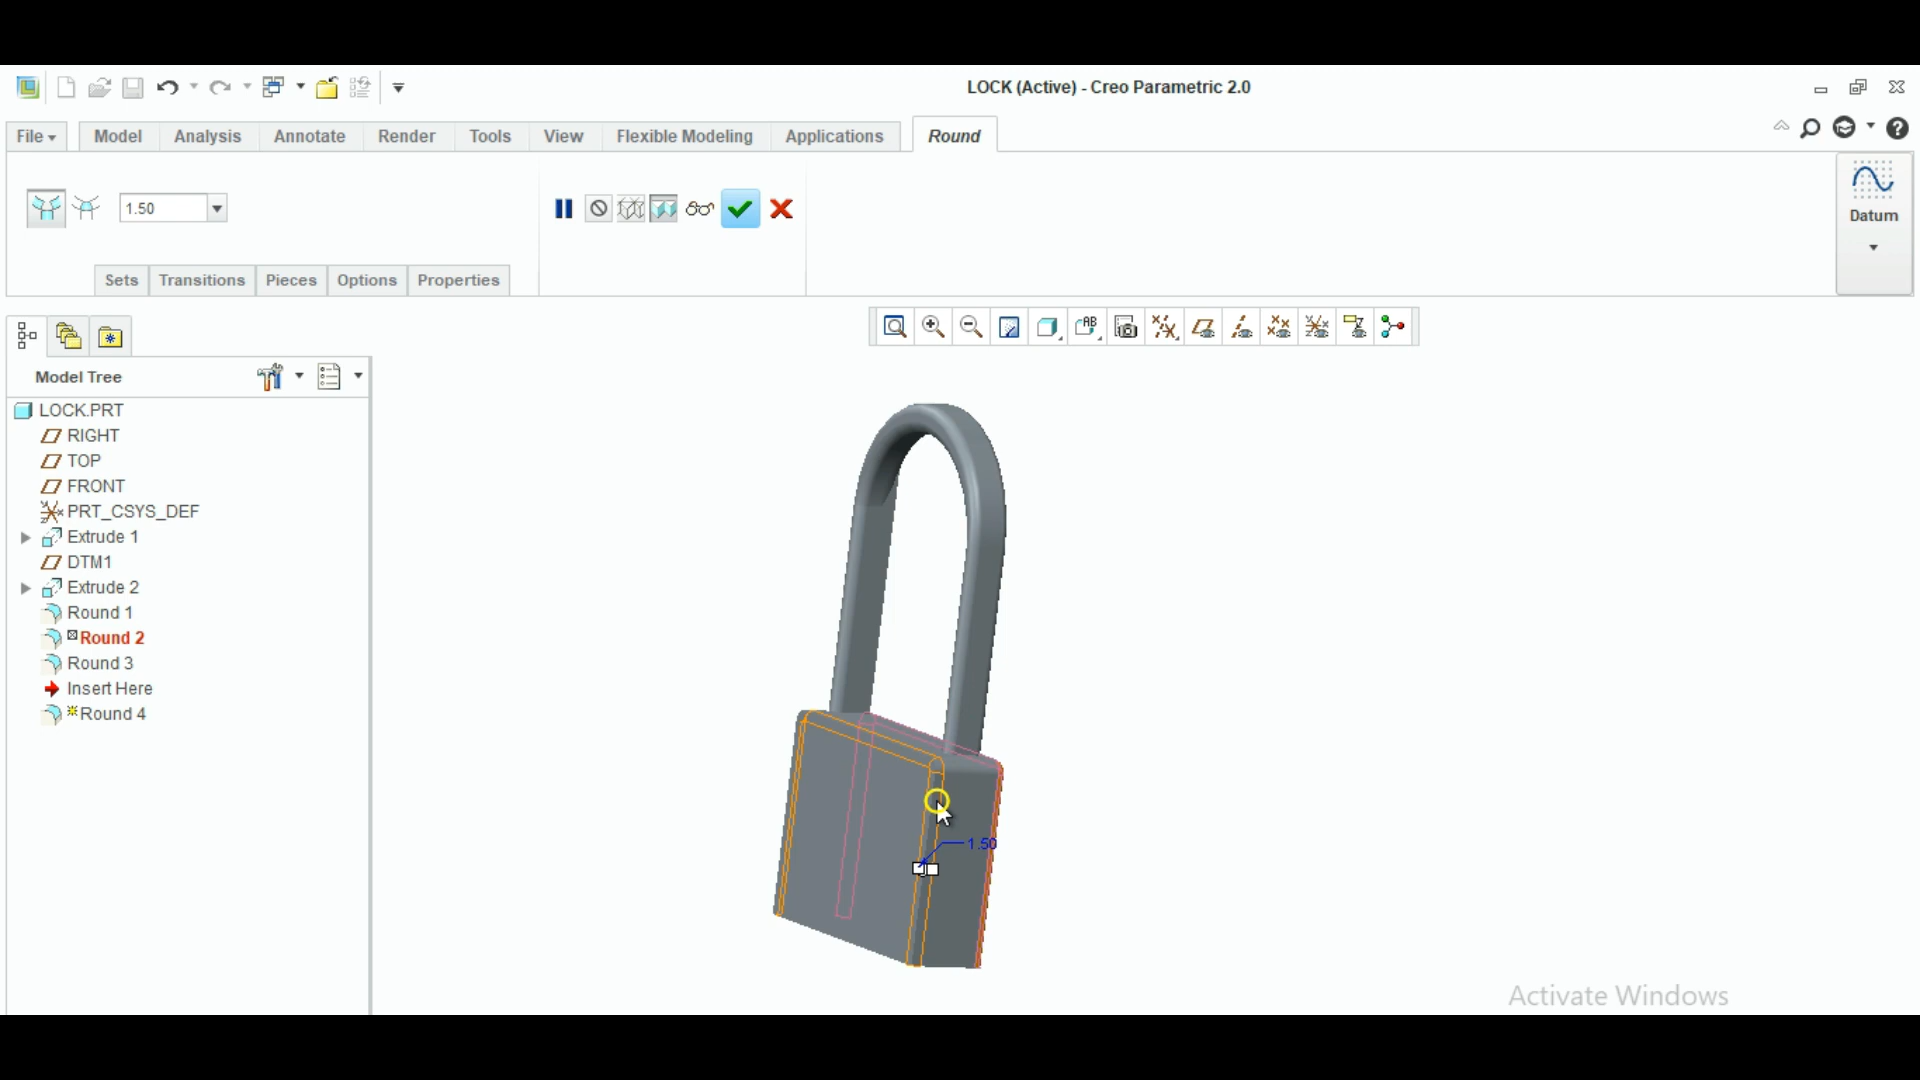 LOCK (Active) - Creo Parametric 2.0
File Model Analysis Annotate Render Tools View Flexible Modeling Applications Round
1.50
Datum
Sets Transitions Pieces Options Properties
AB
Model Tree
LOCK.PRT
RIGHT
TOP
FRONT
PRT_CSYS_DEF
Extrude 1
DTM1
Extrude 2
Round 1
Round 2
Round 3
Insert Here
Round 4
1.50
Activate Windows